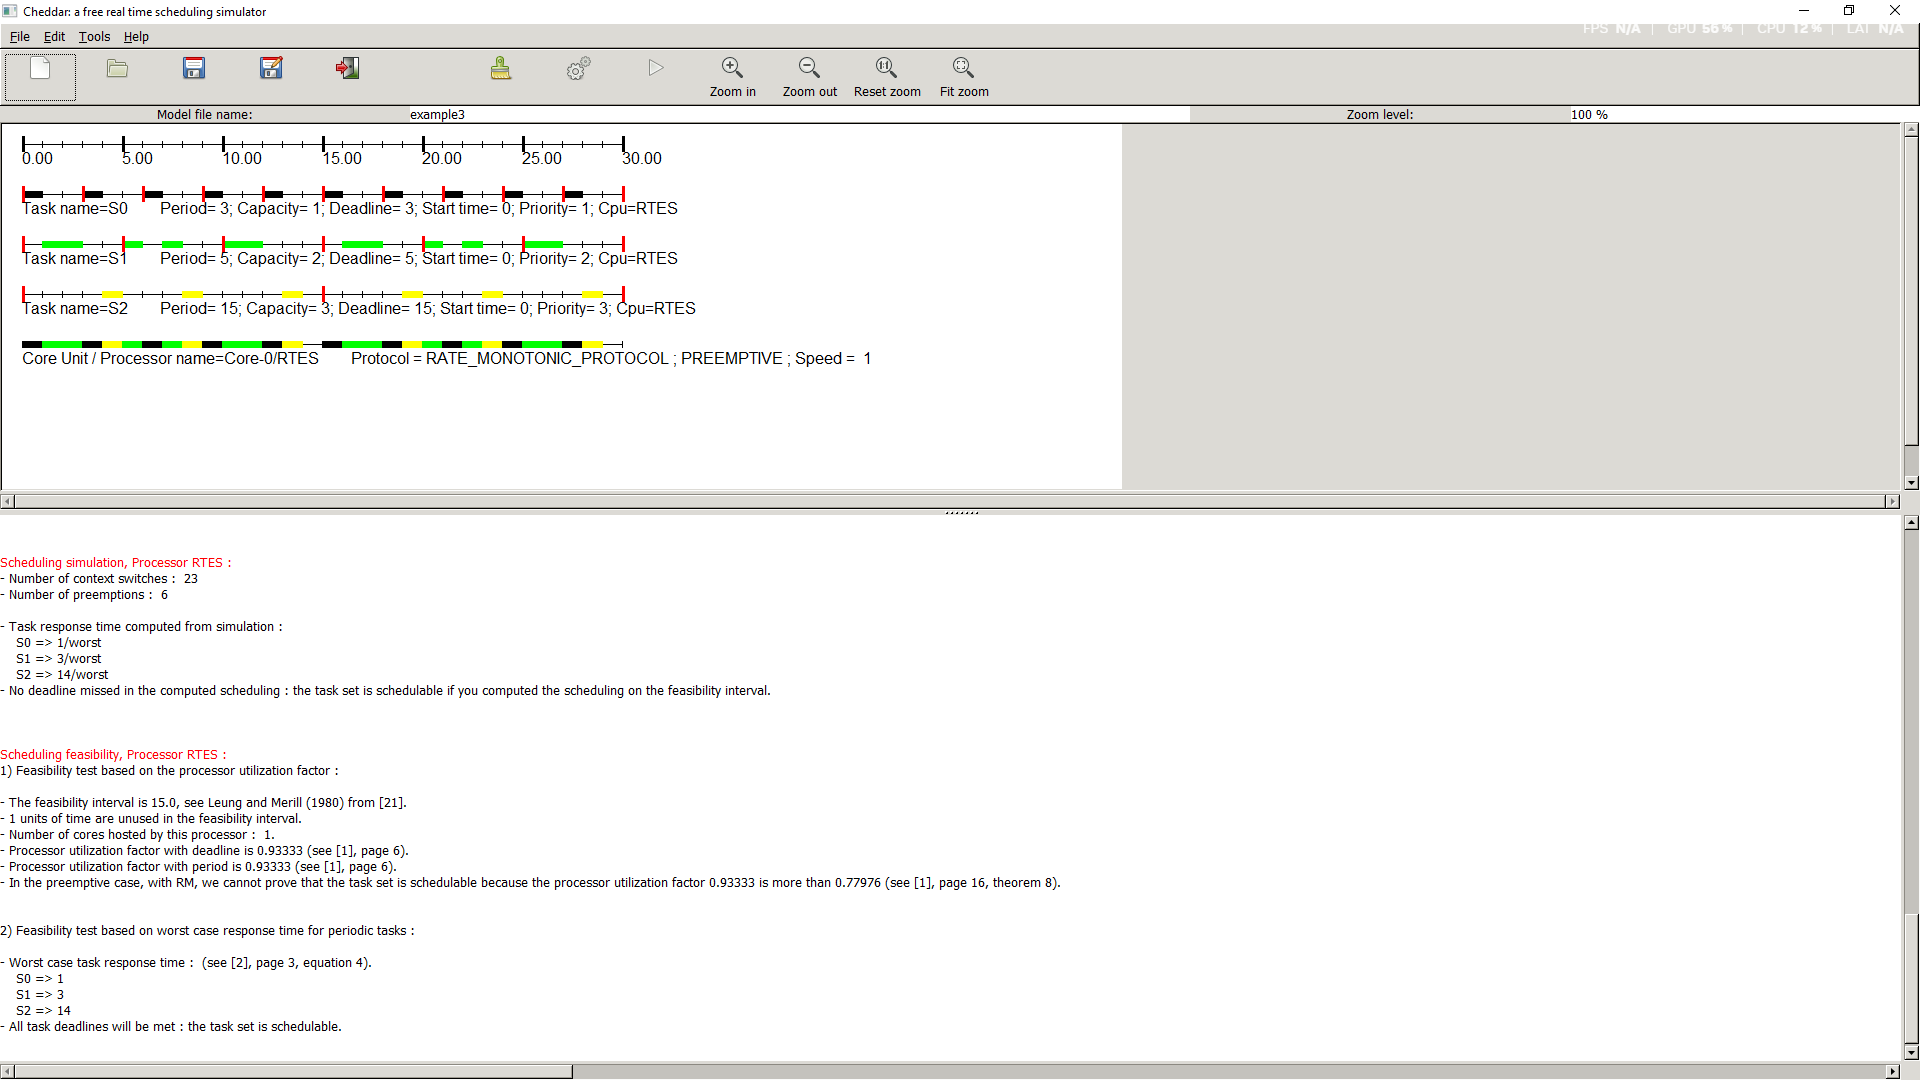 Cheddar: a free real time scheduling simulator
FPS N/A | GPU 56% | CPU 12% | LAT N/A
File Edit Tools Help
Zoom in Zoom out Reset zoom Fit zoom
Model file name: example3 Zoom level: 100 %
0.00 5.00 10.00 15.00 20.00 25.00 30.00
Task name=S0 Period= 3; Capacity= 1; Deadline= 3; Start time= 0; Priority= 1; Cpu=RTES
Task name=S1 Period= 5; Capacity= 2; Deadline= 5; Start time= 0; Priority= 2; Cpu=RTES
Task name=S2 Period= 15; Capacity= 3; Deadline= 15; Start time= 0; Priority= 3; Cpu=RTES
Core Unit / Processor name=Core-0/RTES Protocol = RATE_MONOTONIC_PROTOCOL ; PREEMPTIVE ; Speed = 1
Scheduling simulation, Processor RTES :
- Number of context switches : 23
- Number of preemptions : 6
- Task response time computed from simulation :
S0 => 1/worst
S1 => 3/worst
S2 => 14/worst
- No deadline missed in the computed scheduling : the task set is schedulable if you computed the scheduling on the feasibility interval.
Scheduling feasibility, Processor RTES :
1) Feasibility test based on the processor utilization factor :
- The feasibility interval is 15.0, see Leung and Merill (1980) from [21].
- 1 units of time are unused in the feasibility interval.
- Number of cores hosted by this processor : 1.
- Processor utilization factor with deadline is 0.93333 (see [1], page 6).
- Processor utilization factor with period is 0.93333 (see [1], page 6).
- In the preemptive case, with RM, we cannot prove that the task set is schedulable because the processor utilization factor 0.93333 is more than 0.77976 (see [1], page 16, theorem 8).
2) Feasibility test based on worst case response time for periodic tasks :
- Worst case task response time : (see [2], page 3, equation 4).
S0 => 1
S1 => 3
S2 => 14
- All task deadlines will be met : the task set is schedulable.